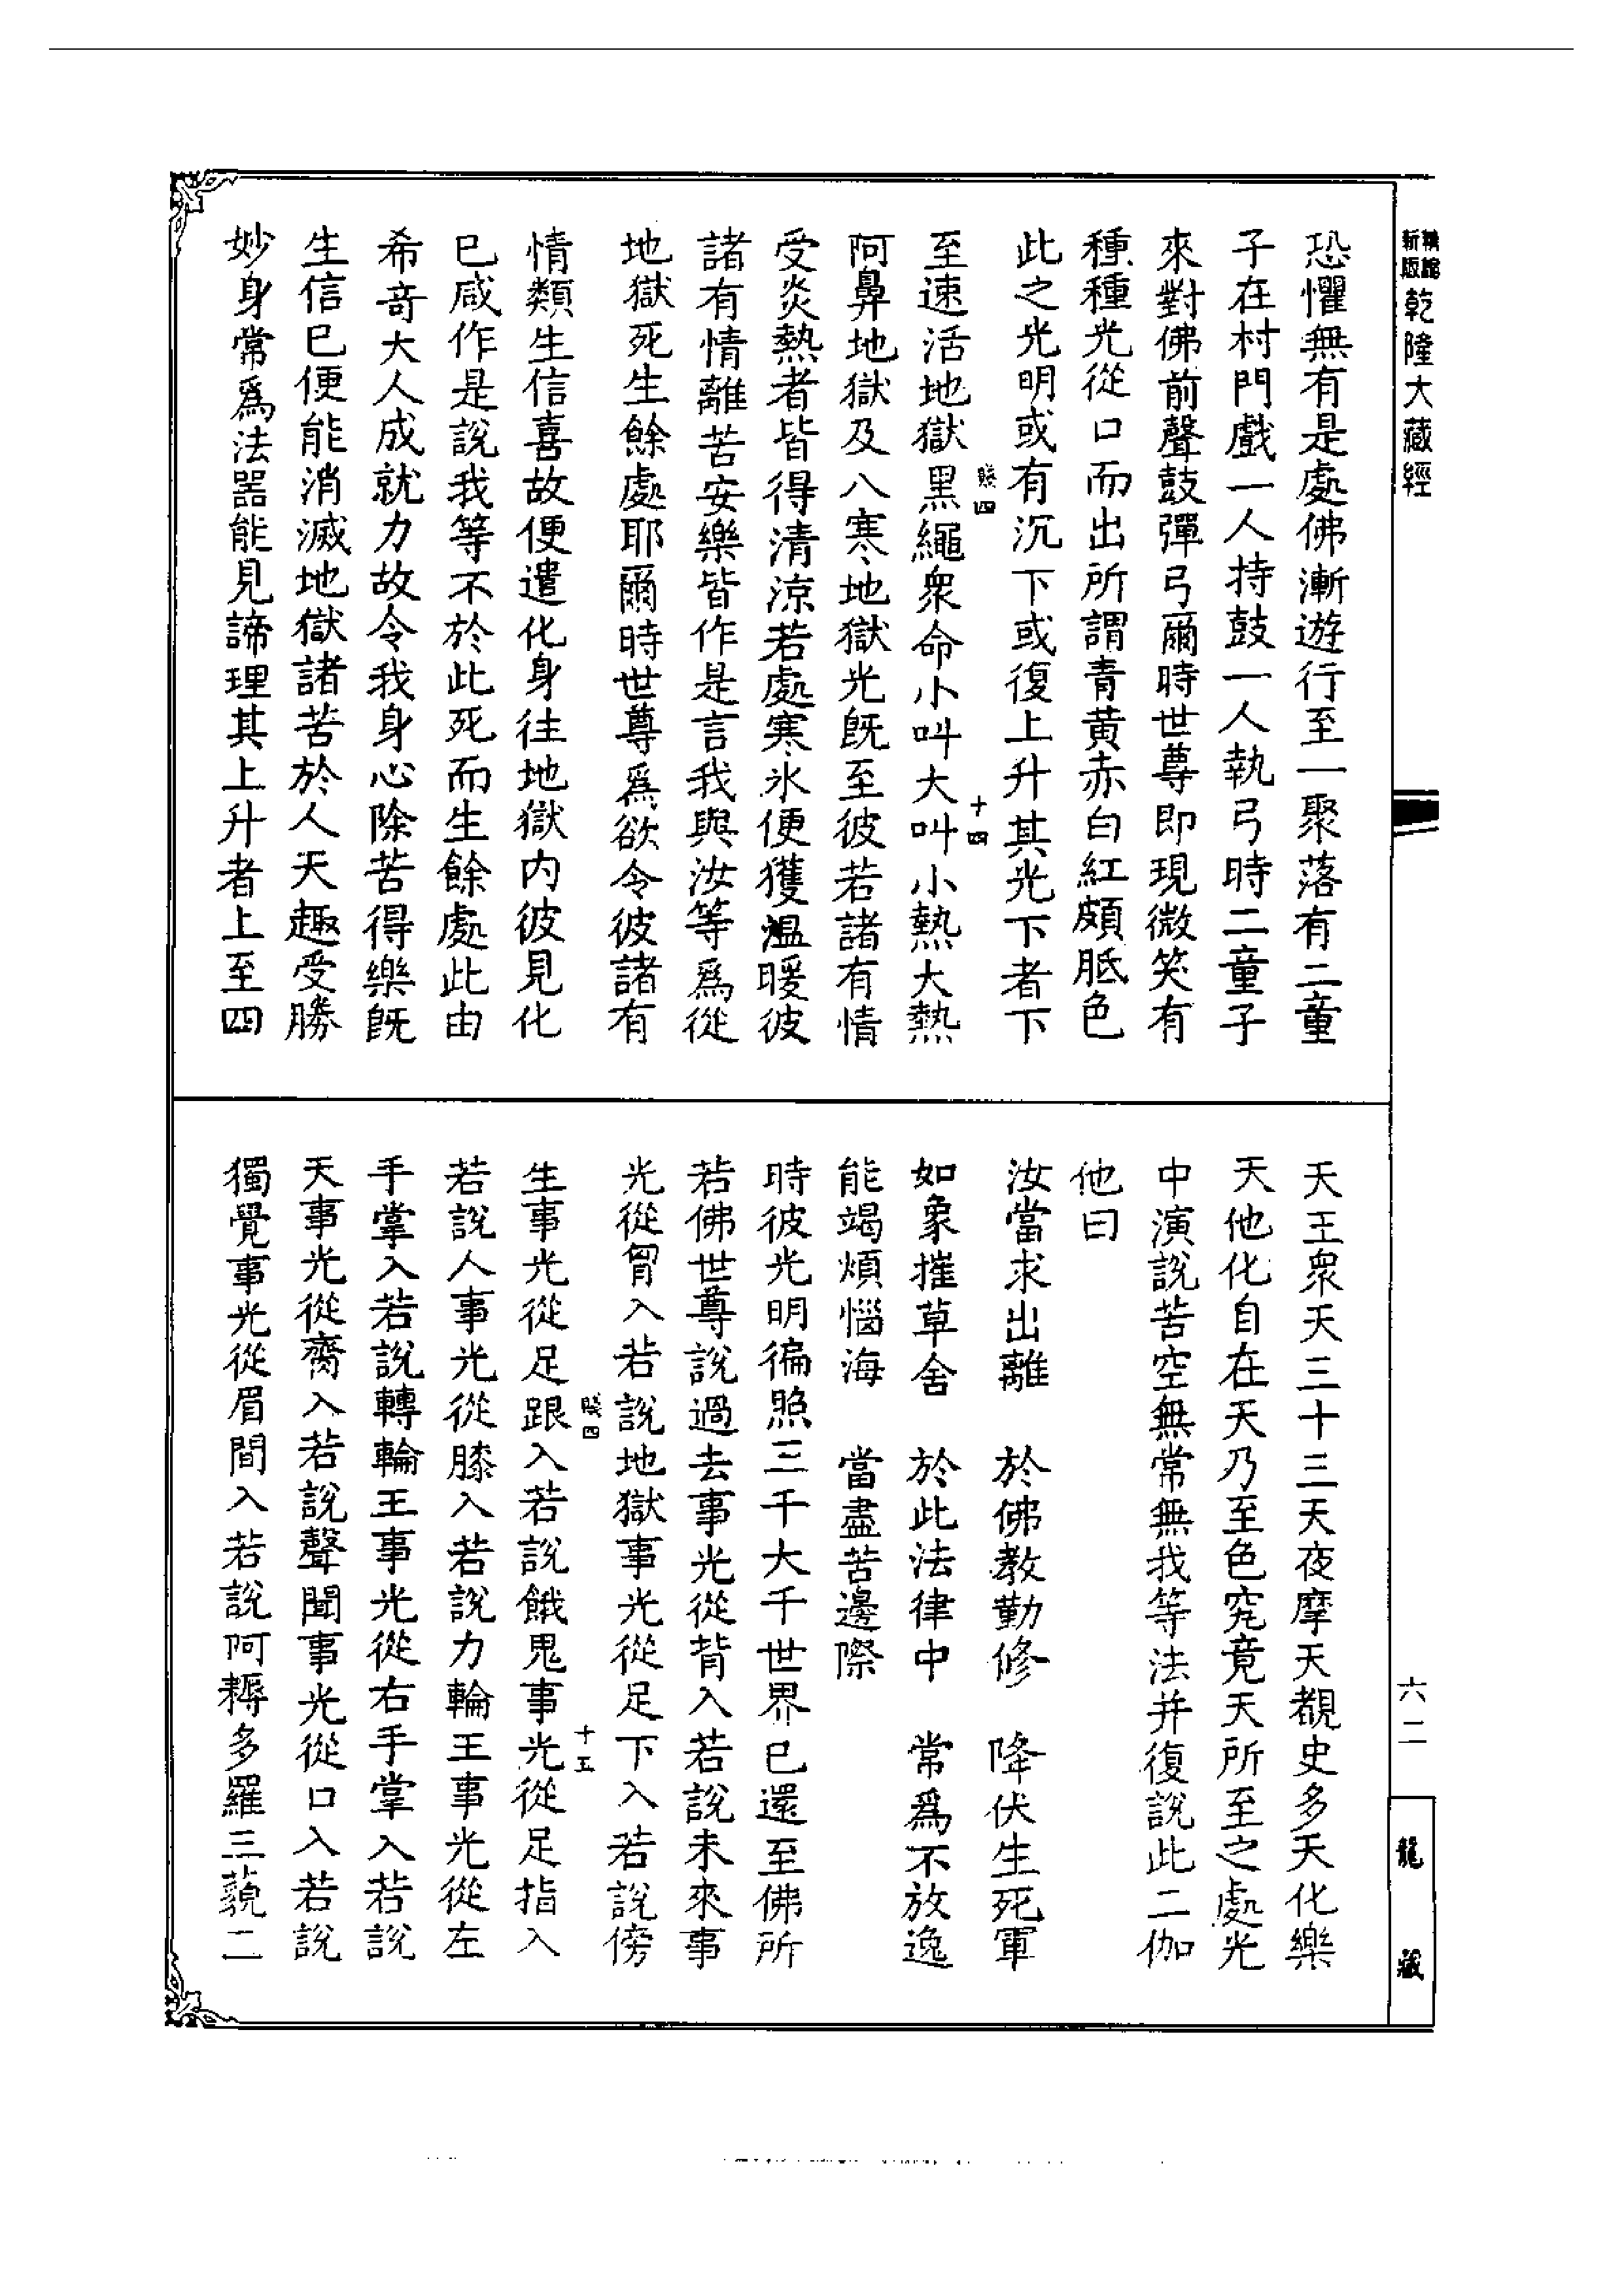 新版
乾隆大藏經
恐懼無有是處佛漸遊行至一聚落有二童
子在村門戲一人持鼓一人執弓時二童子
來對佛前聲鼓彈弓爾時世尊即現微笑有
種種光從口而出所謂青黄赤白紅頗胝色
此之光明或有沉下或復上升其光下者下
至速活地獄黑繩衆命小叫大叫小熱大熱
阿鼻地獄及八寒地獄光旣至彼若諸有情
受炎熱者皆得清涼若處寒氷便獲温暖彼
諸有情離苦安樂皆作是言我與汝等爲從
地獄死生餘處耶爾時世尊爲欲令彼諸有
情類生信喜故便遣化身往地獄内彼見化
已咸作是說我等不於此死而生餘處此由
希竒大人成就力故令我身心除苦得樂旣
生信已便能消滅地獄諸苦於人天趣受勝
妙身常爲法器能見諦理其上升者上至四
天王衆天三十三天夜摩天覩史多天化樂
天他化自在天乃至色究竟天所至之處光
中演說苦空無常無我等法并復說此二伽
他曰
汝當求出離　於佛教勤修　降伏生死軍
如象摧草舍　於此法律中　常爲不放逸
能竭煩惱海　當盡苦邊際
時彼光明徧照三千大千世界已還至佛所
若佛世尊說過去事光從背入若說未來事
光從胷入若說地獄事光從足下入若說傍
生事光從足跟入若說餓鬼事光從足指入
若說人事光從膝入若說力輪王事光從左
手掌入若說轉輪王事光從右手掌入若說
天事光從臍入若說聲聞事光從口入若說
獨覺事光從眉間入若說阿耨多羅三藐二
四
十四
四
十五
六二
龍藏